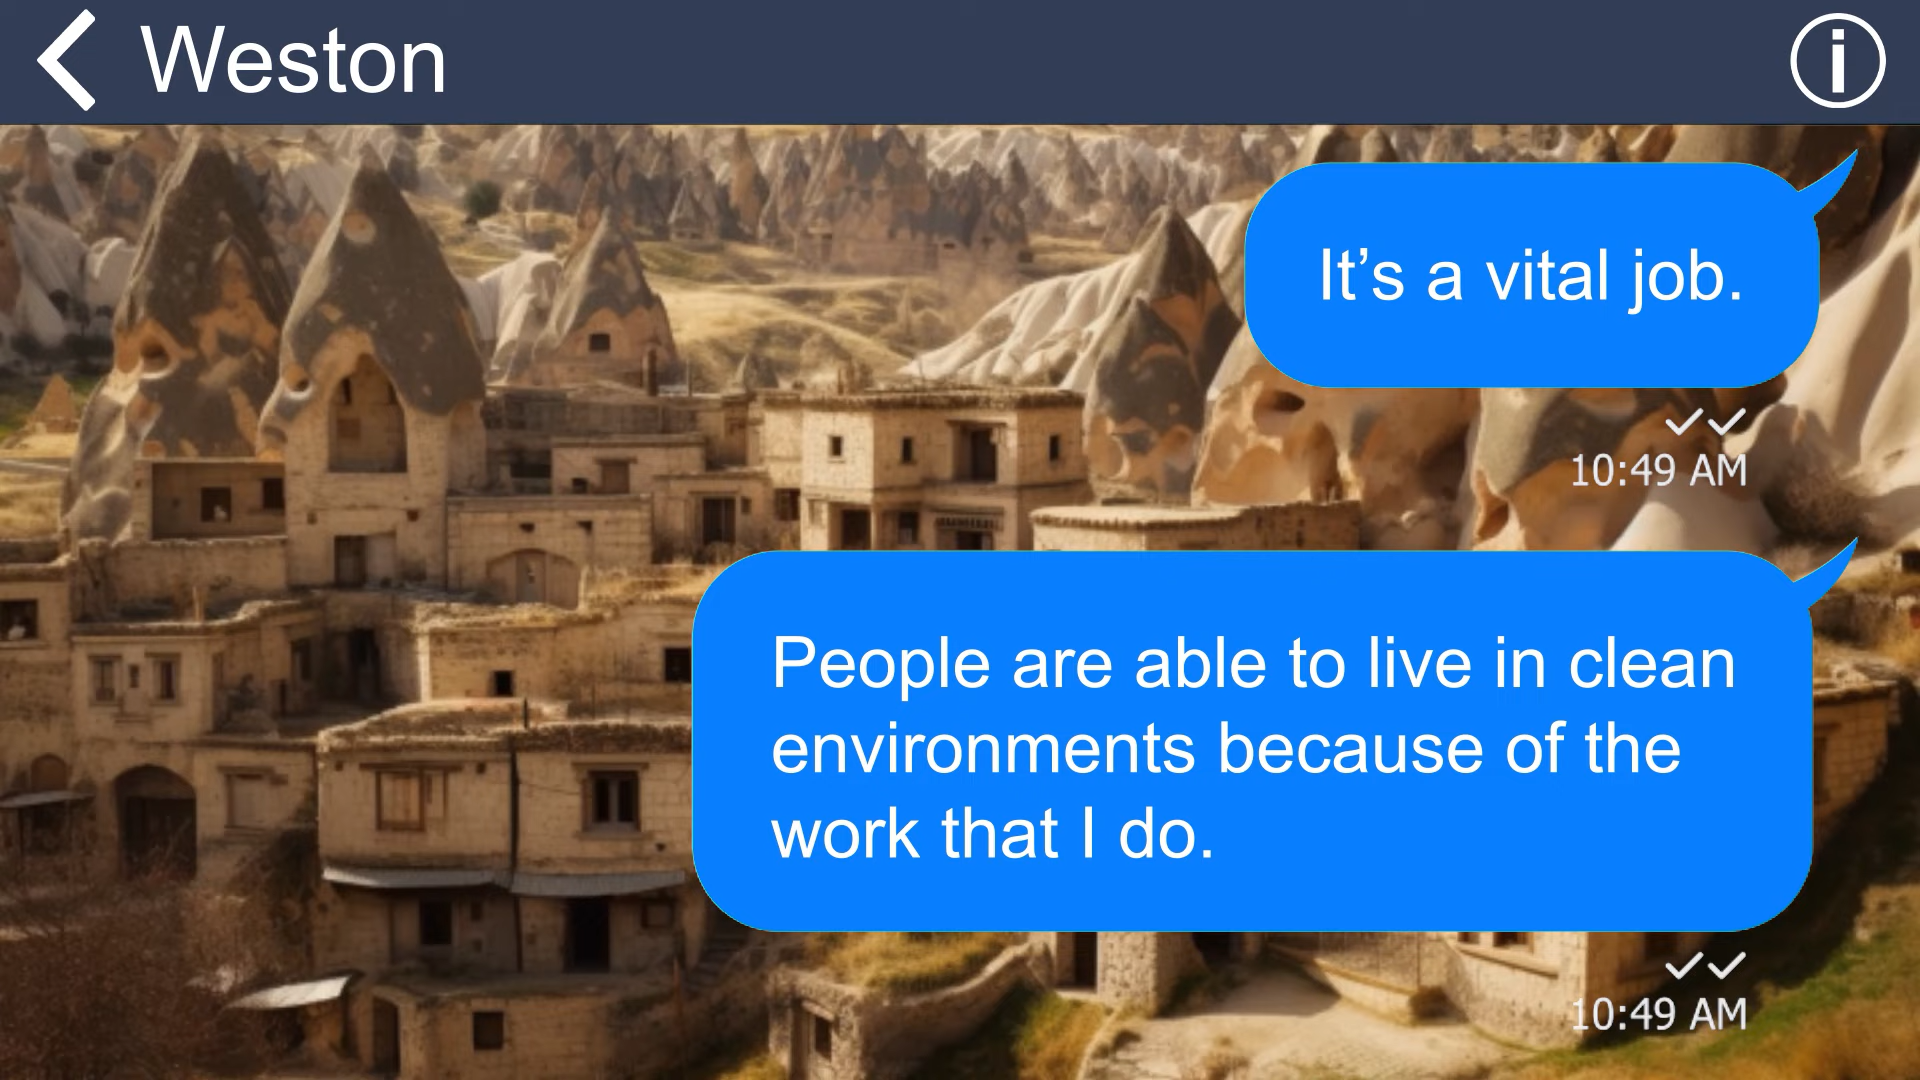 Weston
It’s a vital job.
10:49 AM
People are able to live in clean
environments because of the
work that I do.
10:49 AM